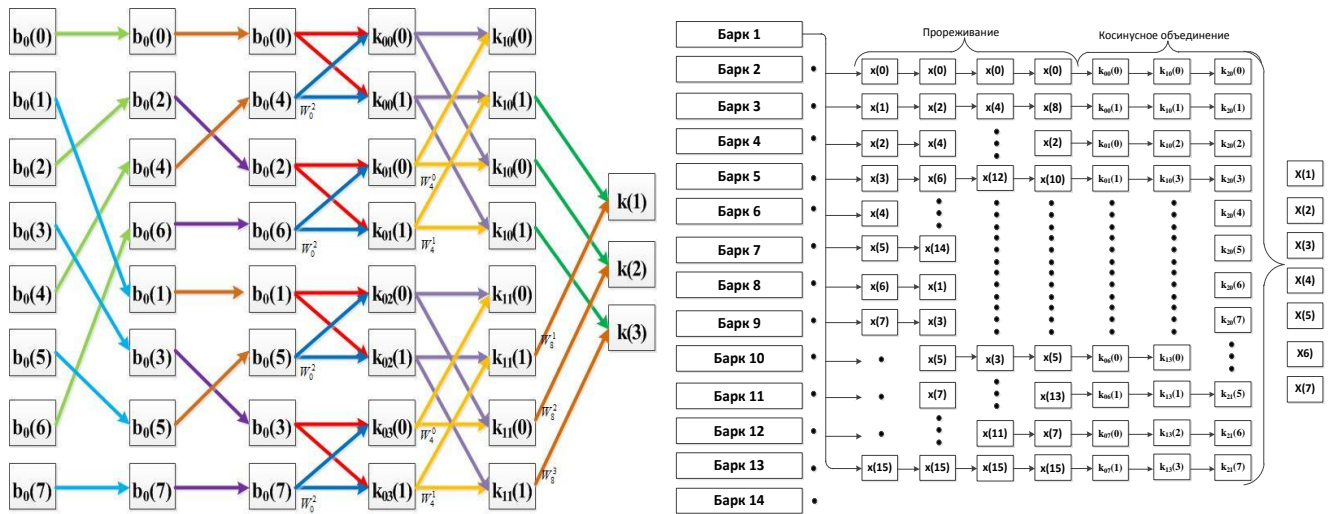 b₀(0) b₀(0) b₀(0) k₀₀(0) k₁₀(0)
b₀(1) b₀(2) b₀(4) k₀₀(1) k₁₀(1)
W₀²
b₀(2) b₀(4) b₀(2) k₀₁(0) k₁₀(0)
W₄⁰
k(1)
b₀(3) b₀(6) b₀(6) k₀₁(1) k₁₀(1)
W₀² W₄¹
k(2)
b₀(4) b₀(1) b₀(1) k₀₂(0) k₁₁(0)
k(3)
b₀(5) b₀(3) b₀(5) k₀₂(1) k₁₁(1) W₈¹
W₀²
b₀(6) b₀(5) b₀(3) k₀₃(0) k₁₁(0) W₈²
W₄⁰
b₀(7) b₀(7) b₀(7) k₀₃(1) k₁₁(1) W₈³
W₀² W₄¹
Прореживание Косинусное объединение
Барк 1
Барк 2 x(0) x(0) x(0) x(0) k₀₀(0) k₁₀(0) k₂₀(0)
Барк 3 x(1) x(2) x(4) x(8) k₀₀(1) k₁₀(1) k₂₀(1)
Барк 4 x(2) x(4) x(2) k₀₁(0) k₁₀(2) k₂₀(2)
Барк 5 x(3) x(6) x(12) x(10) k₀₁(1) k₁₀(3) k₂₀(3) X(1)
Барк 6 x(4) k₂₀(4) X(2)
Барк 7 x(5) x(14) k₂₀(5) X(3)
Барк 8 x(6) x(1) k₂₀(6) X(4)
Барк 9 x(7) x(3) k₂₀(7) X(5)
Барк 10 x(5) x(3) x(5) k₀₆(0) k₁₃(0) X6)
Барк 11 x(7) x(13) k₀₆(1) k₁₃(1) k₂₁(5) X(7)
Барк 12 x(11) x(7) k₀₇(0) k₁₃(2) k₂₁(6)
Барк 13 x(15) x(15) x(15) x(15) k₀₇(1) k₁₃(3) k₂₁(7)
Барк 14